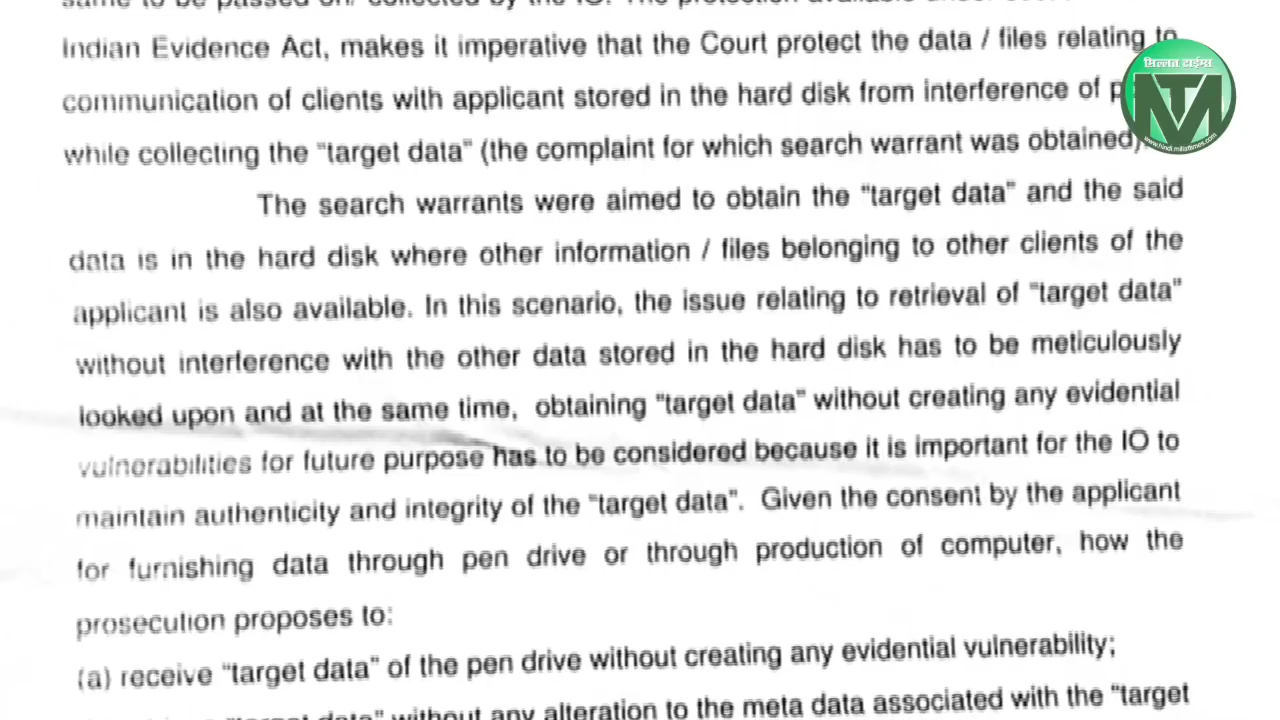 same to be passed on/ collected by the IO. The protection available under
Indian Evidence Act, makes it imperative that the Court protect the data / files relating to
communication of clients with applicant stored in the hard disk from interference of
while collecting the "target data" (the complaint for which search warrant was obtained)
The search warrants were aimed to obtain the "target data" and the said
data is in the hard disk where other information / files belonging to other clients of the
applicant is also available. In this scenario, the issue relating to retrieval of "target data"
without interference with the other data stored in the hard disk has to be meticulously
looked upon and at the same time, obtaining "target data" without creating any evidential
vulnerabilities for future purpose has to be considered because it is important for the IO to
maintain authenticity and integrity of the "target data". Given the consent by the applicant
for furnishing data through pen drive or through production of computer, how the
prosecution proposes to:
(a) receive "target data" of the pen drive without creating any evidential vulnerability;
"target data" without any alteration to the meta data associated with the "target
मिल्लत टाइम्स
MT
www.hindi.millattimes.com